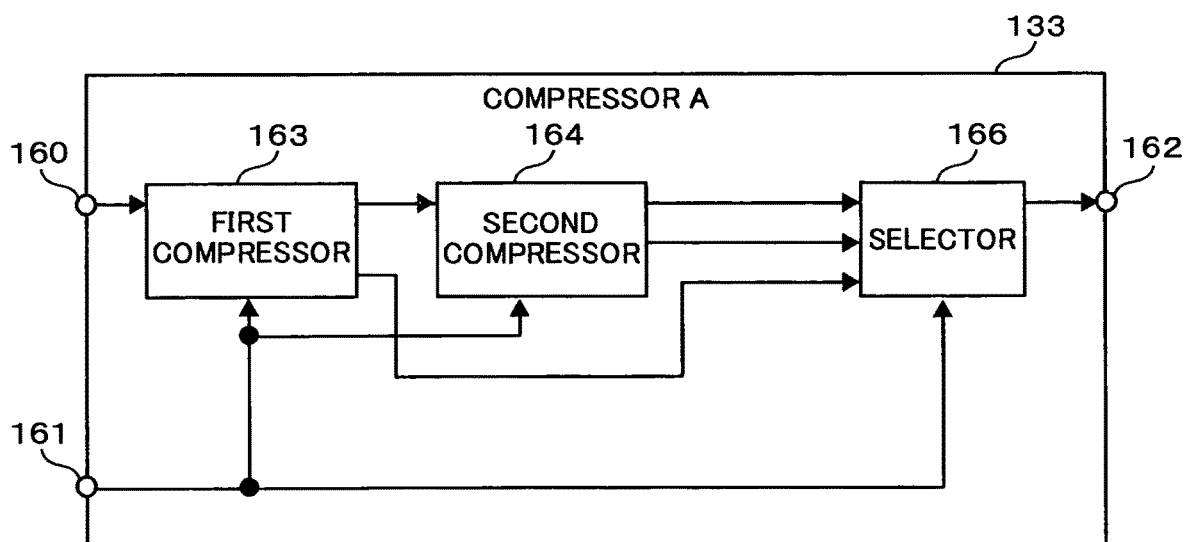 133
COMPRESSOR A
160
163
164
166
162
FIRST
COMPRESSOR
SECOND
COMPRESSOR
SELECTOR
161